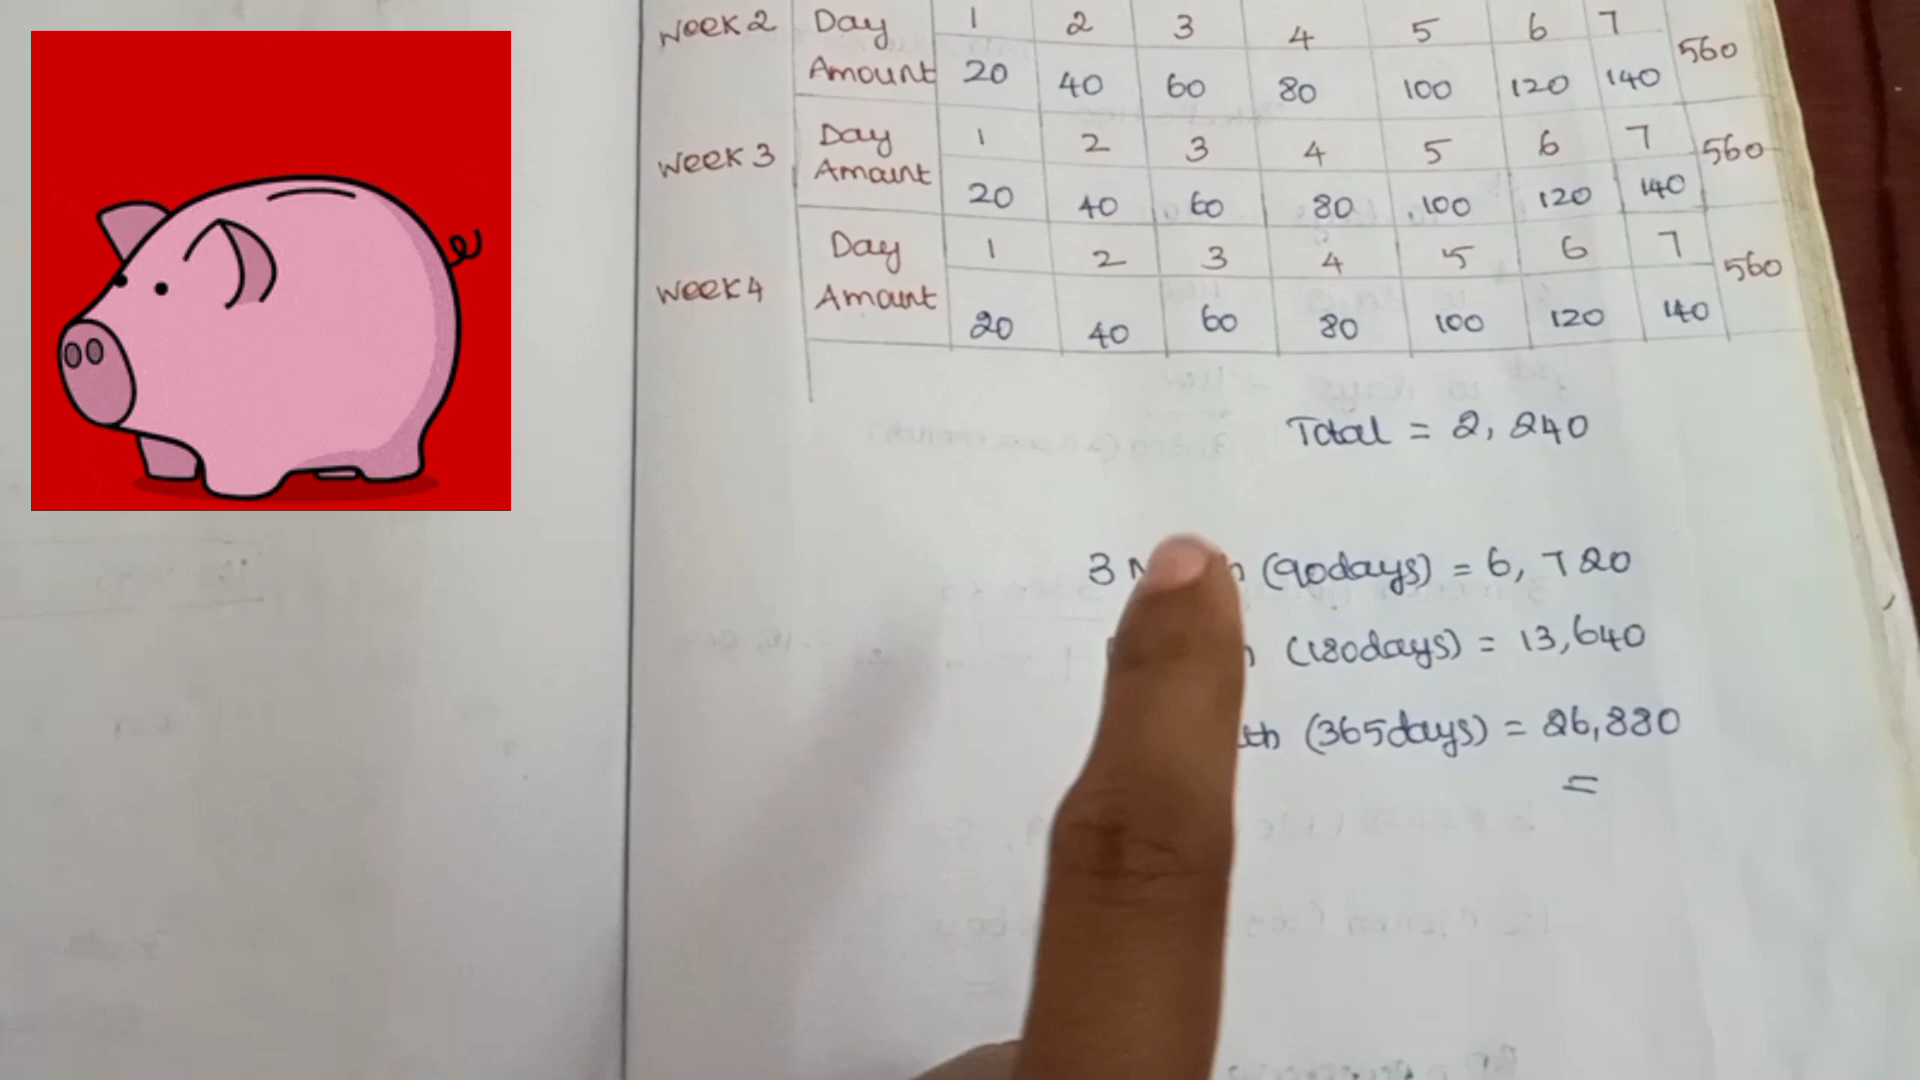 Week 2 Day 1 2 3 4 5 6 7 560
Amount 20 40 60 80 100 120 140
Week 3 Day 1 2 3 4 5 6 7 560
Amount 20 40 60 80 100 120 140
Week 4 Day 1 2 3 4 5 6 7 560
Amount 20 40 60 80 100 120 140
Total = 2,240
3 (90days) = 6,720
(180days) = 13,640
(365days) = 26,880
=